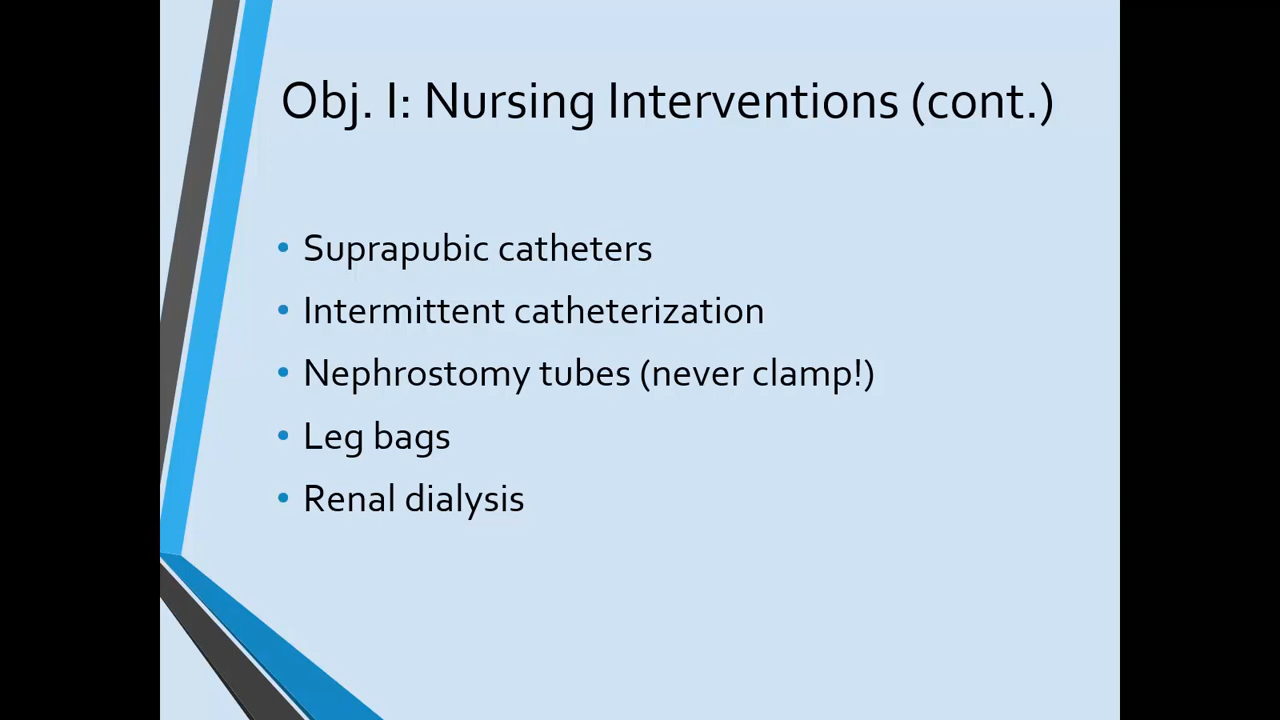 Obj. I: Nursing Interventions (cont.)
• Suprapubic catheters
• Intermittent catheterization
• Nephrostomy tubes (never clamp!)
• Leg bags
• Renal dialysis